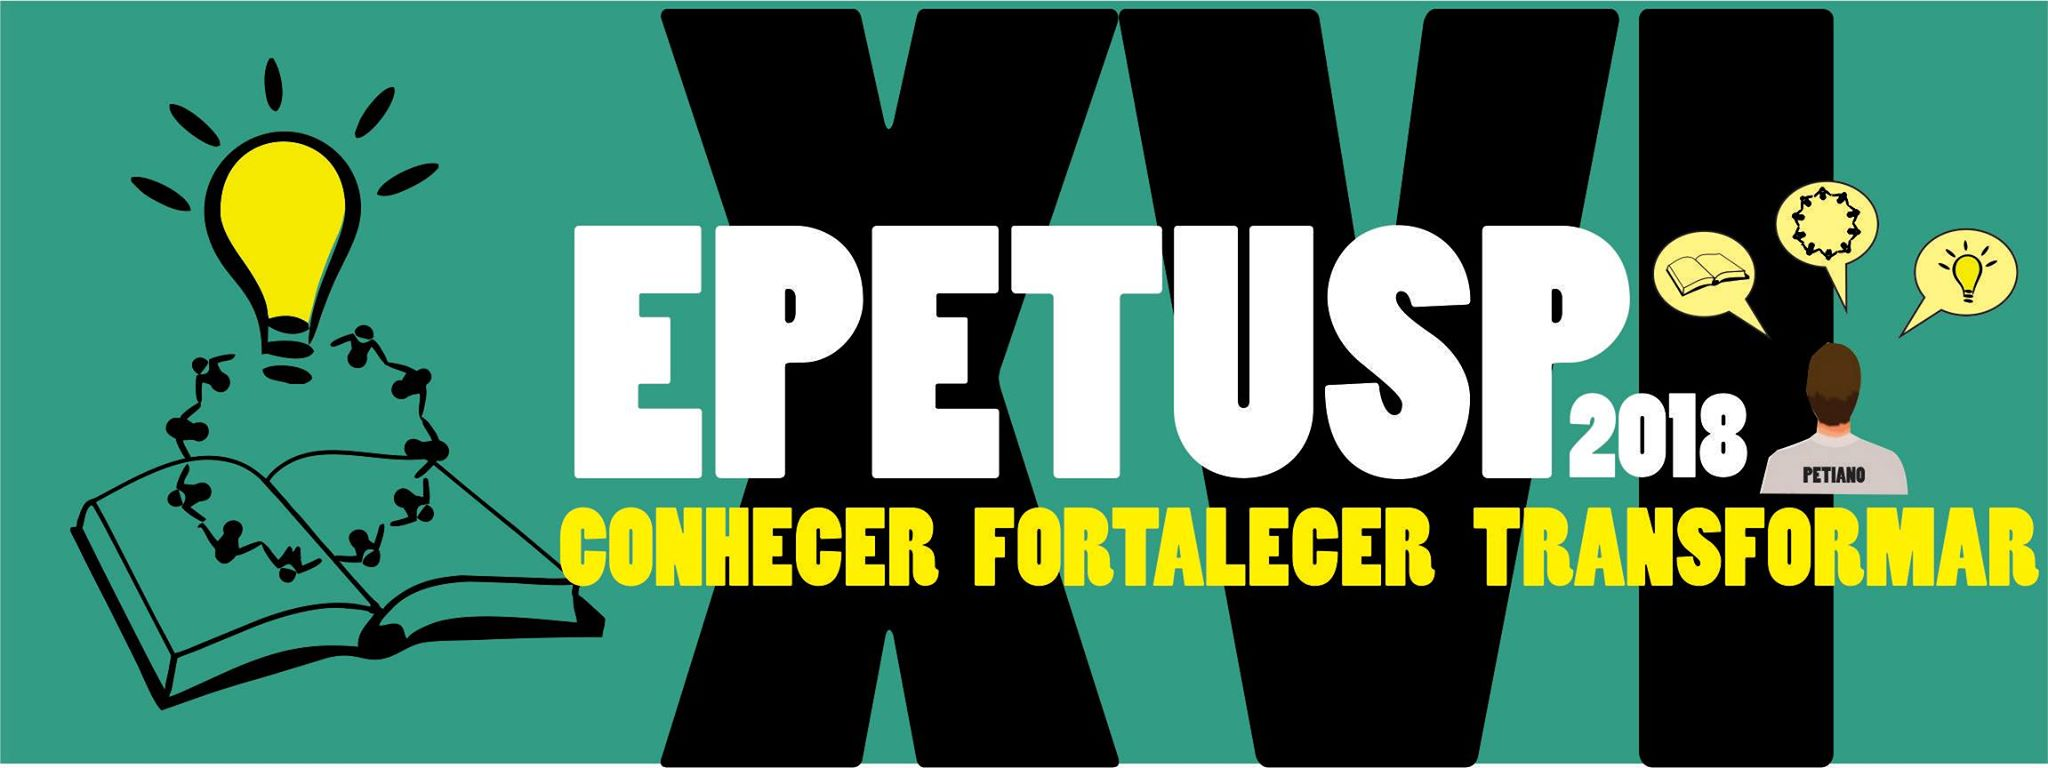 XVI
EPETUSP
2018
PETIANO
CONHECER FORTALECER TRANSFORMAR